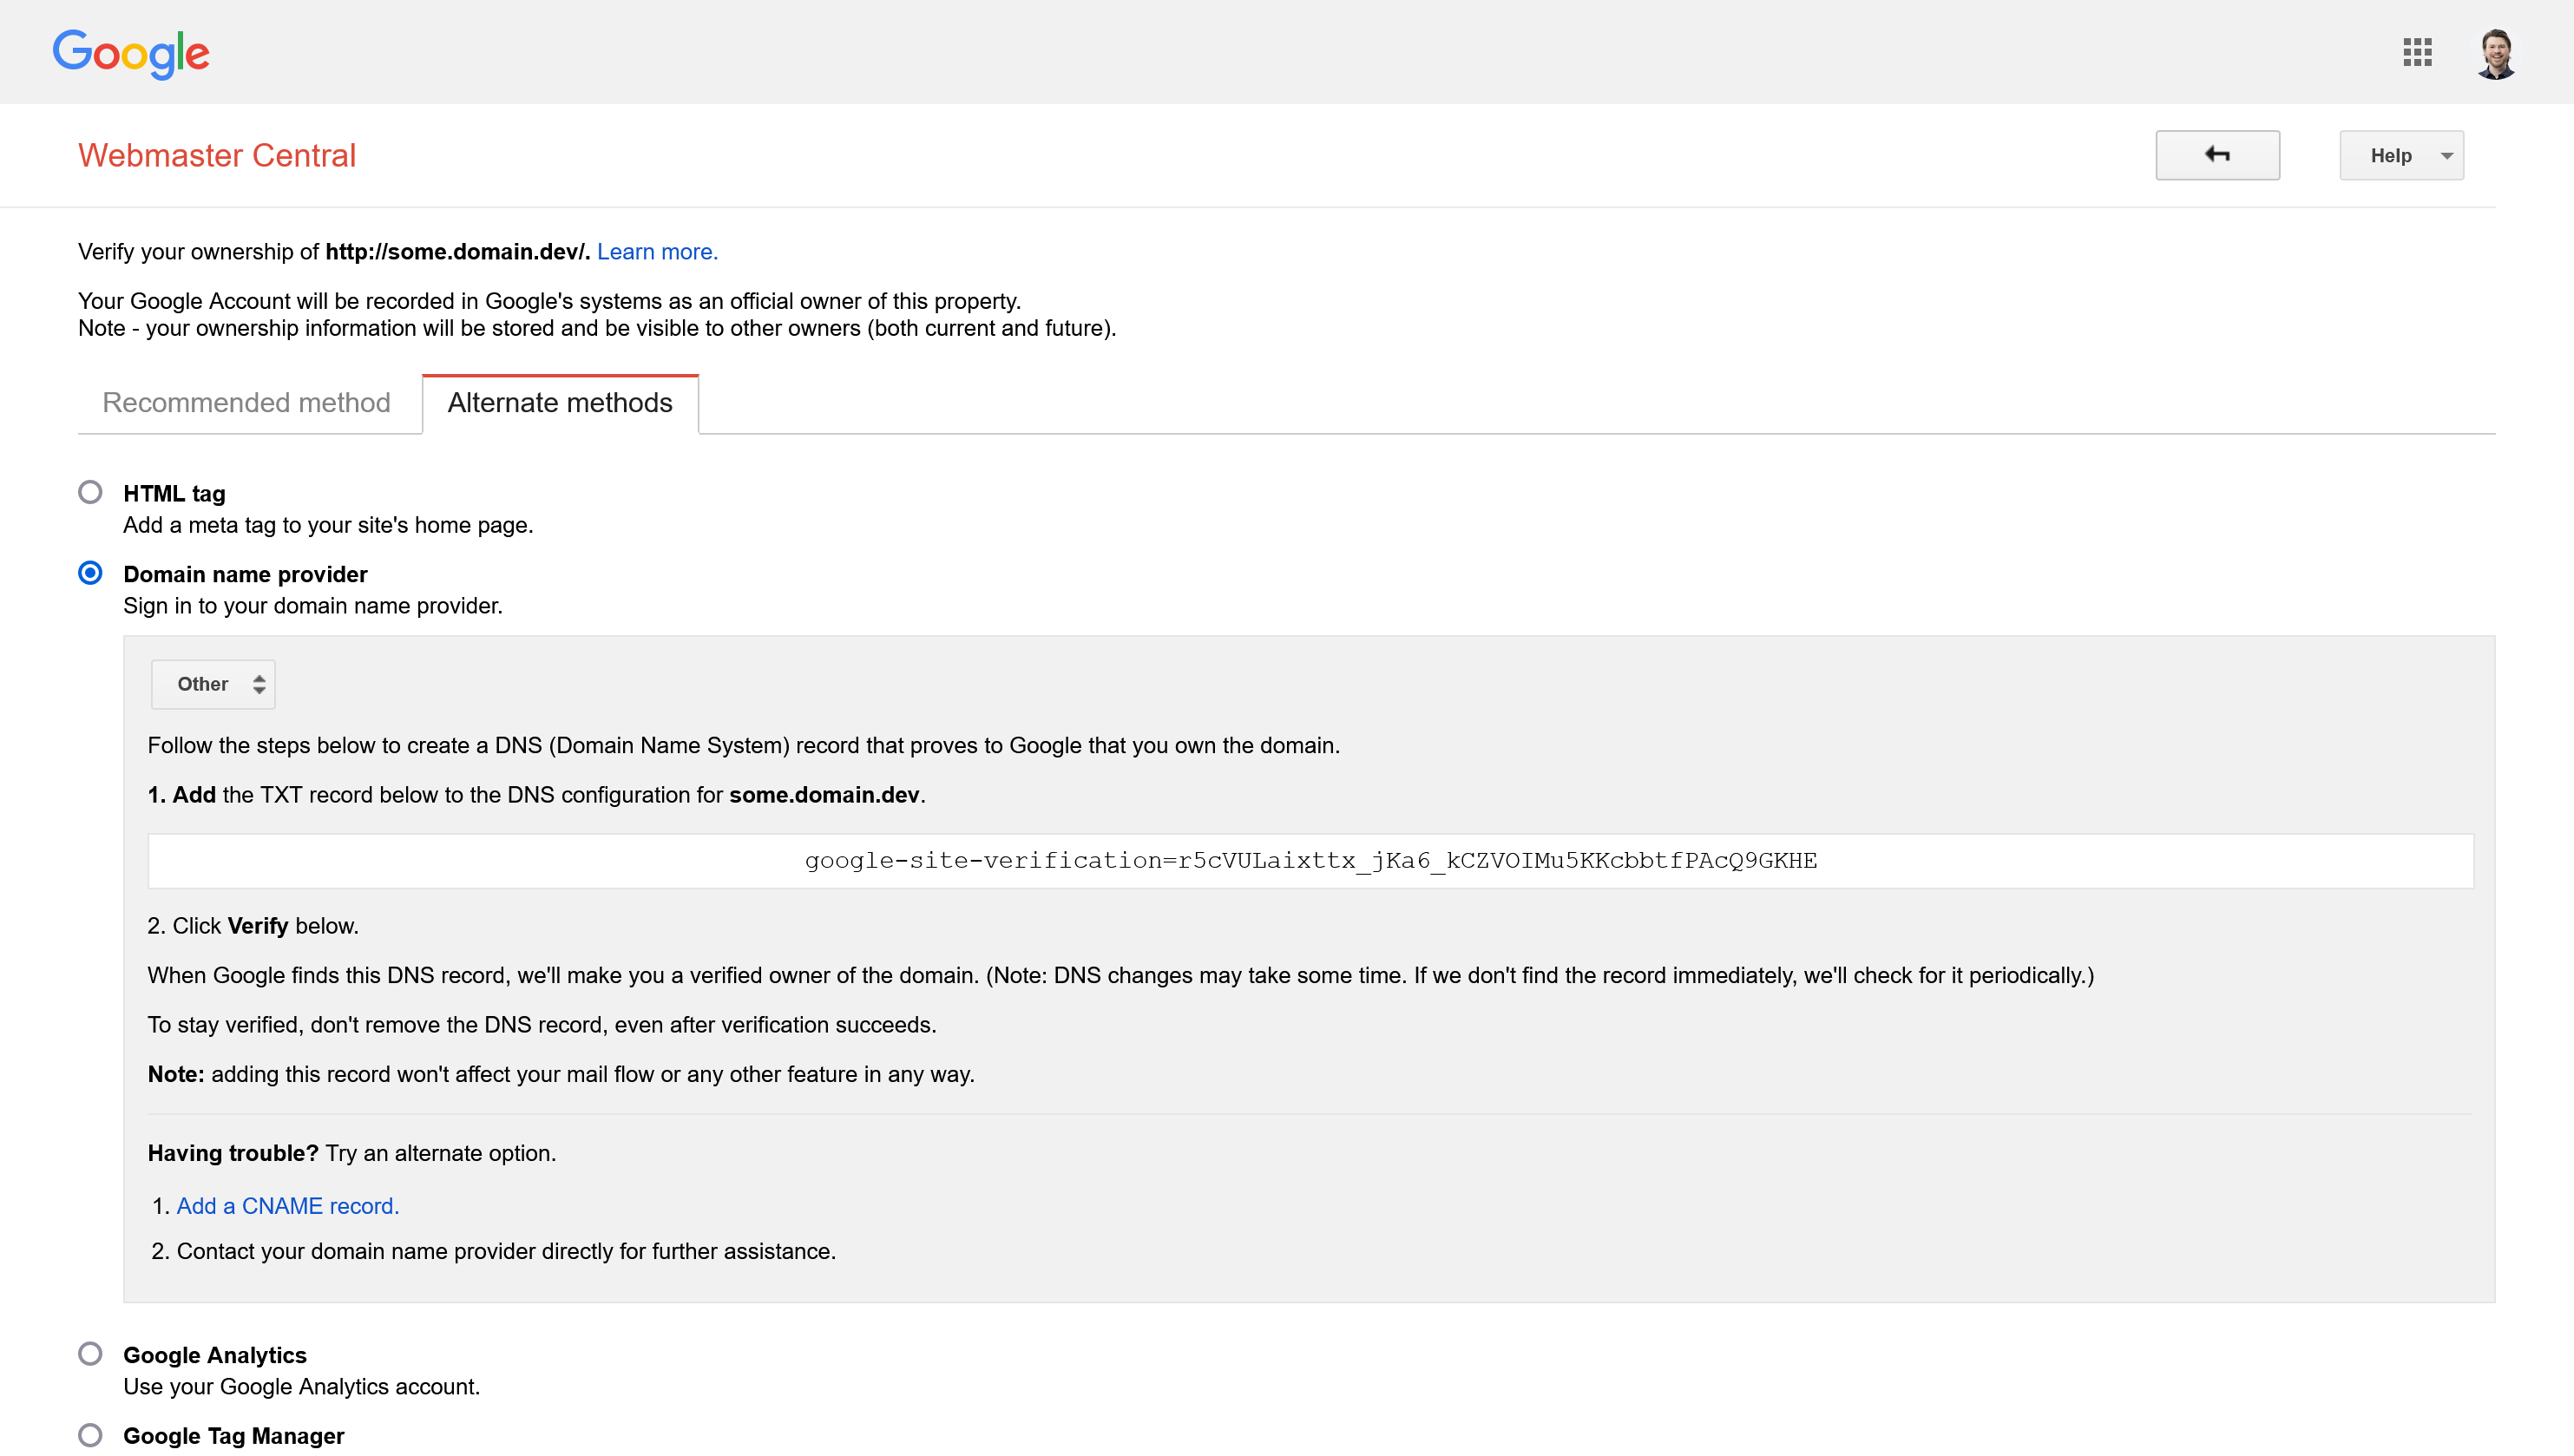 Google
Webmaster Central
Help
Verify your ownership of http://some.domain.dev/. Learn more.
Your Google Account will be recorded in Google's systems as an official owner of this property.
Note - your ownership information will be stored and be visible to other owners (both current and future).
Recommended method
Alternate methods
HTML tag
Add a meta tag to your site's home page.
Domain name provider
Sign in to your domain name provider.
Other
Follow the steps below to create a DNS (Domain Name System) record that proves to Google that you own the domain.
1. Add the TXT record below to the DNS configuration for some.domain.dev.
google-site-verification=r5cVULaixttx_jKa6_kCZVOIMu5KKcbbtfPAcQ9GKHE
2. Click Verify below.
When Google finds this DNS record, we'll make you a verified owner of the domain. (Note: DNS changes may take some time. If we don't find the record immediately, we'll check for it periodically.)
To stay verified, don't remove the DNS record, even after verification succeeds.
Note: adding this record won't affect your mail flow or any other feature in any way.
Having trouble? Try an alternate option.
1. Add a CNAME record.
2. Contact your domain name provider directly for further assistance.
Google Analytics
Use your Google Analytics account.
Google Tag Manager